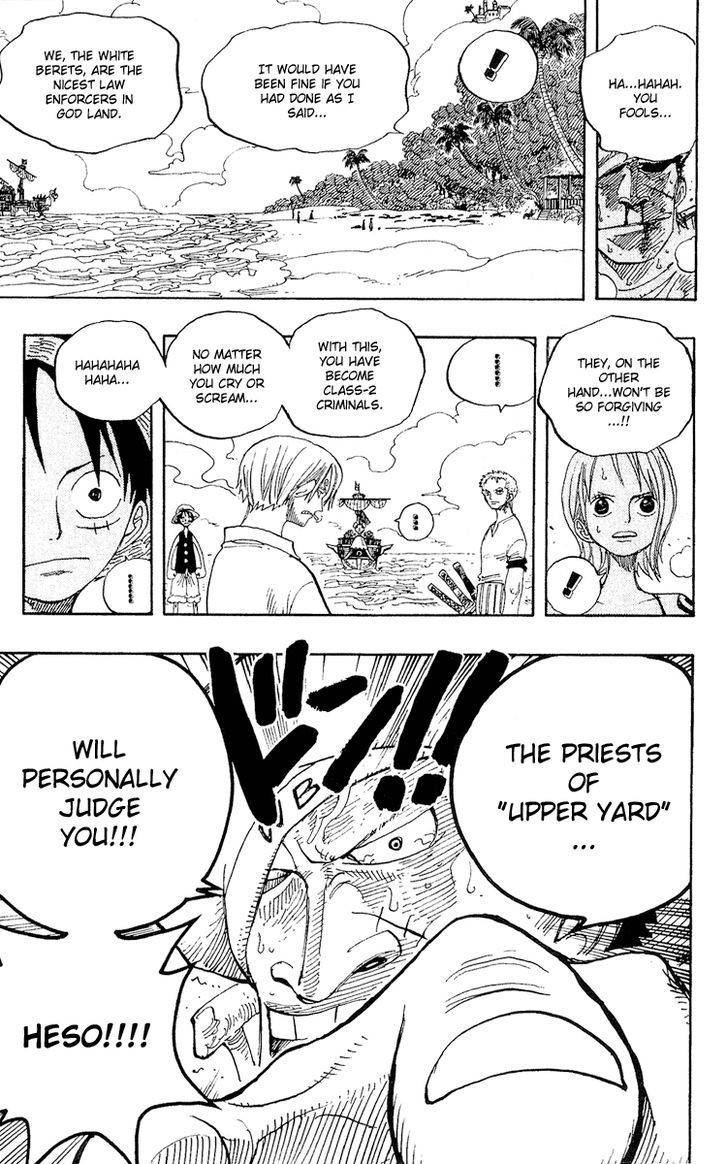 HA...HAHAH.
YOU
FOOLS...
!
IT WOULD HAVE
BEEN FINE IF YOU
HAD DONE AS I
SAID...
WE, THE WHITE
BERETS, ARE THE
NICEST LAW
ENFORCERS IN
GOD LAND.
THEY, ON THE
OTHER
HAND...WON'T BE
SO FORGIVING
...!!
!
......
WITH THIS,
YOU HAVE
BECOME
CLASS-2
CRIMINALS.
...
NO MATTER
HOW MUCH
YOU CRY OR
SCREAM...
HAHAHAHA
HAHA...
......
THE PRIESTS
OF
"UPPER YARD"
...
ドン!!
B
WILL
PERSONALLY
JUDGE
YOU!!!
HESO!!!!